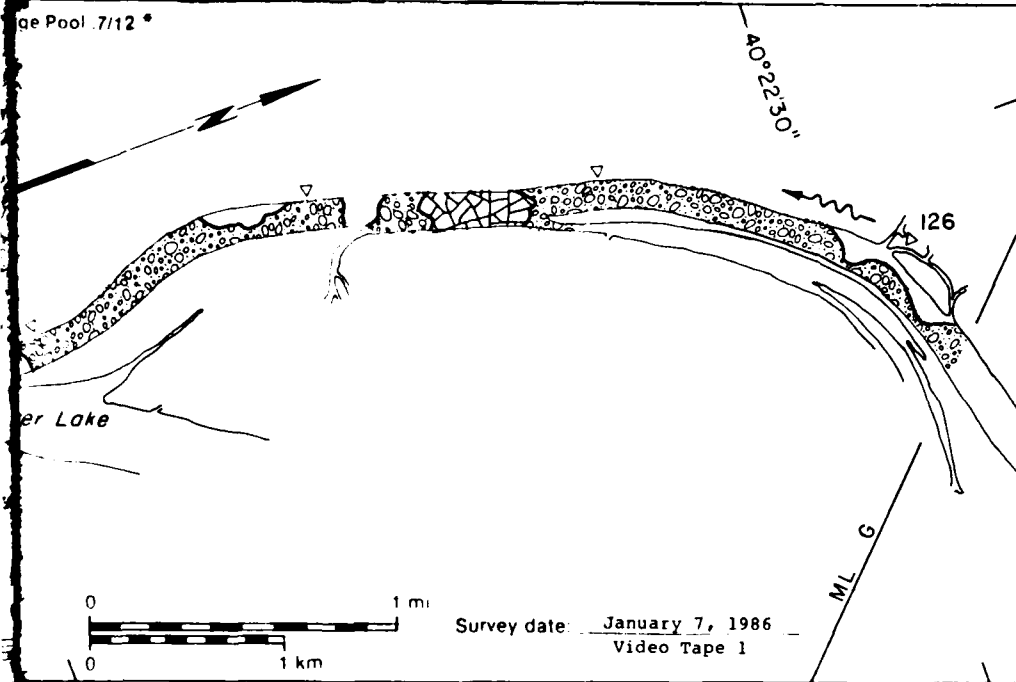 ge Pool 7/12 *
40°22'30"
N
126
er Lake
ML G
0 1 mi
0 1 km
Survey date: January 7, 1986
Video Tape 1